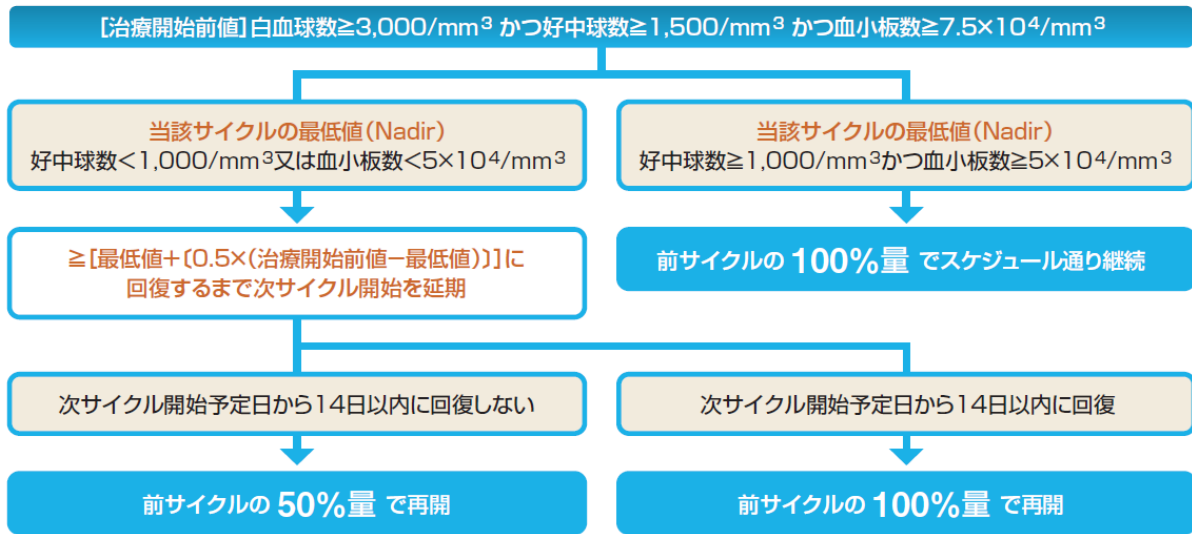 [治療開始前値]白血球数≧3,000/mm³ かつ好中球数≧1,500/mm³ かつ血小板数≧7.5×10⁴/mm³
当該サイクルの最低値(Nadir)
好中球数<1,000/mm³又は血小板数<5×10⁴/mm³
当該サイクルの最低値(Nadir)
好中球数≧1,000/mm³かつ血小板数≧5×10⁴/mm³
≧[最低値+〔0.5×(治療開始前値−最低値)〕]に
回復するまで次サイクル開始を延期
前サイクルの 100%量 でスケジュール通り継続
次サイクル開始予定日から14日以内に回復しない
次サイクル開始予定日から14日以内に回復
前サイクルの 50%量 で再開
前サイクルの 100%量 で再開